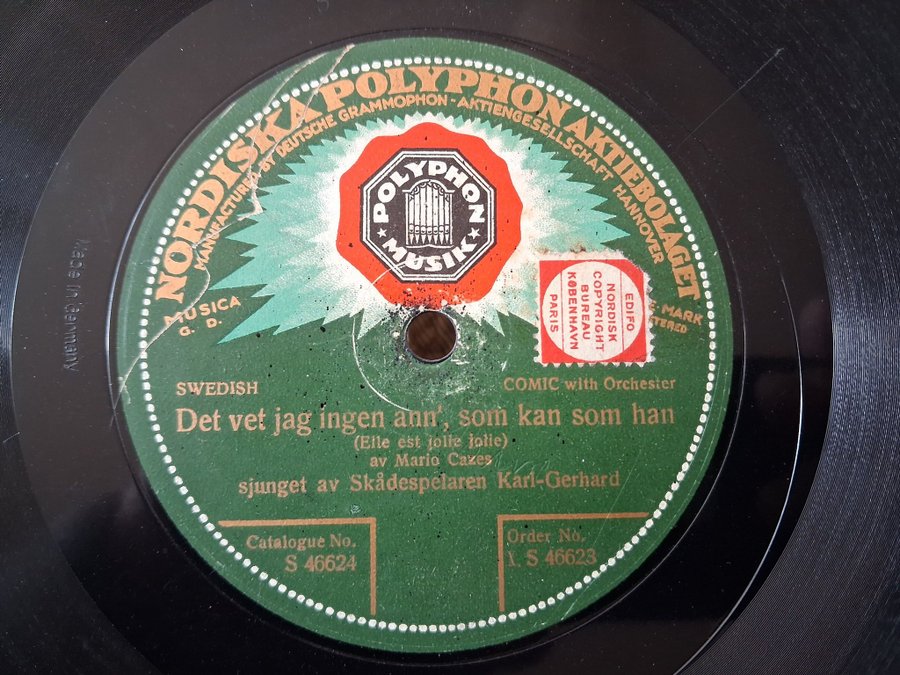 NORDISKA POLYPHON AKTIEBOLAGET
MANUFACTURED BY DEUTSCHE GRAMMOPHON - AKTIENGESELLSCHAFT HANNOVER
POLYPHON
MUSIK
MUSICA
G. D.
MARK
EDIFO
NORDISK
COPYRIGHT
BUREAU
KØBENHAVN
PARIS
Made in Germany
SWEDISH
COMIC with Orchester
Det vet jag ingen ann', som kan som han
(Elle est jolie jolie)
av Mario Cazes
sjunget av Skådespelaren Karl-Gerhard
Catalogue No.
S 46624
Order No.
1. S 46623